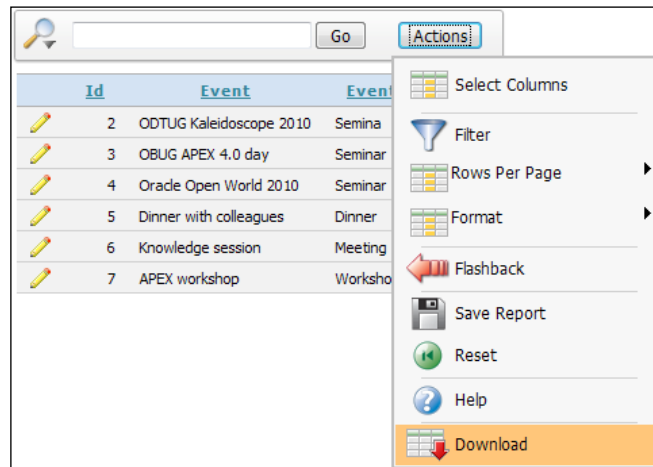 Go Actions
Id Event Event
2 ODTUG Kaleidoscope 2010 Semina
3 OBUG APEX 4.0 day Seminar
4 Oracle Open World 2010 Seminar
5 Dinner with colleagues Dinner
6 Knowledge session Meeting
7 APEX workshop Worksho
Select Columns
Filter
Rows Per Page
Format
Flashback
Save Report
Reset
Help
Download